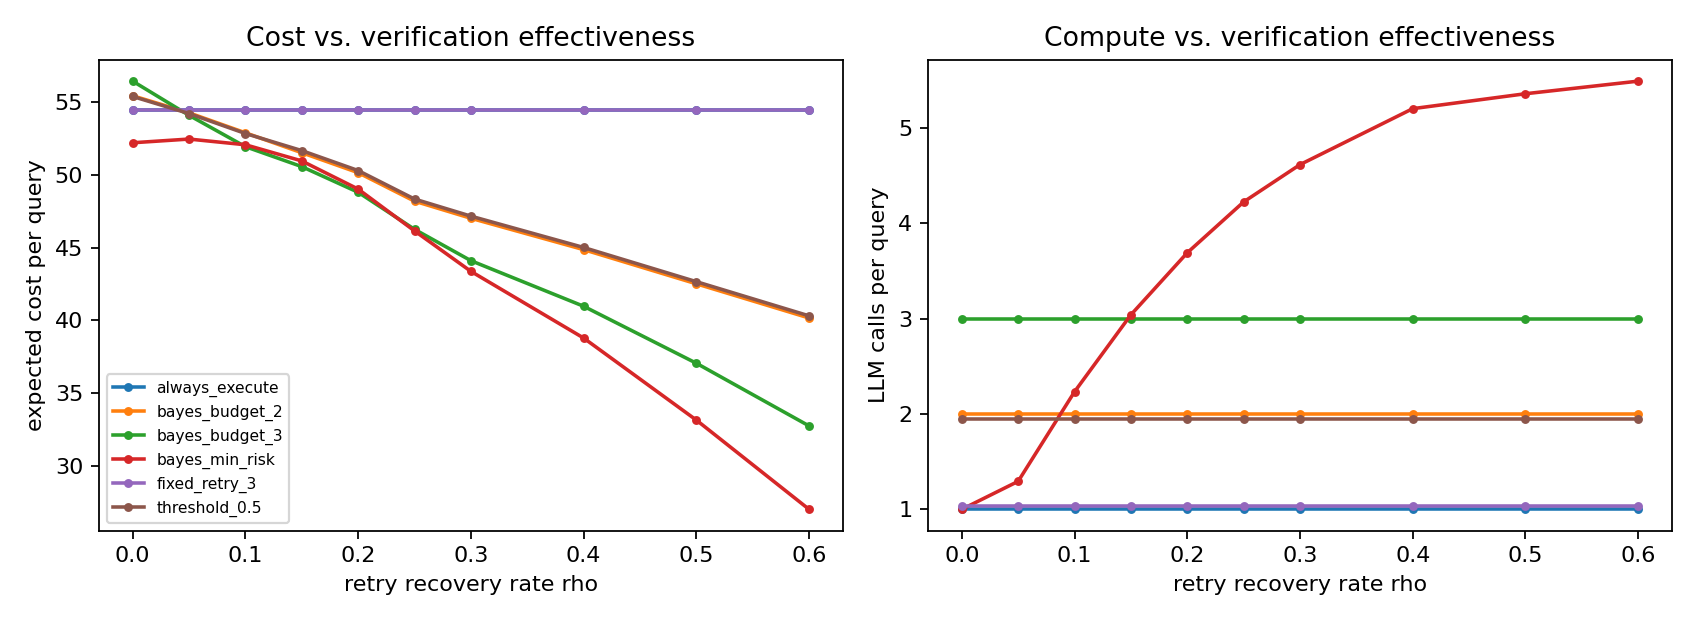 Cost vs. verification effectiveness
expected cost per query
55
50
45
40
35
30
always_execute
bayes_budget_2
bayes_budget_3
bayes_min_risk
fixed_retry_3
threshold_0.5
0.0 0.1 0.2 0.3 0.4 0.5 0.6
retry recovery rate rho
Compute vs. verification effectiveness
LLM calls per query
5
4
3
2
1
0.0 0.1 0.2 0.3 0.4 0.5 0.6
retry recovery rate rho